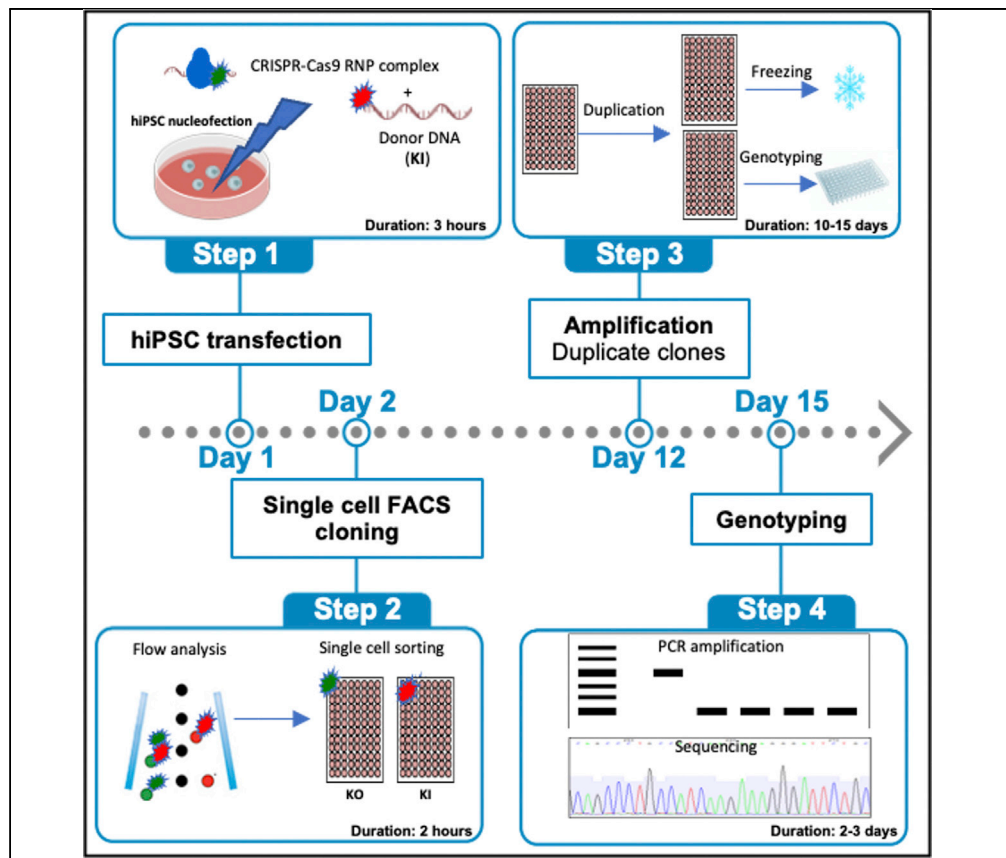 CRISPR-Cas9 RNP complex
+
hiPSC nucleofection
Donor DNA
(KI)
Duration: 3 hours
Step 1
hiPSC transfection
Duplication
Freezing
Genotyping
Duration: 10-15 days
Step 3
Amplification
Duplicate clones
Day 1
Day 2
Day 12
Day 15
Single cell FACS
cloning
Step 2
Flow analysis
Single cell sorting
KO
KI
Duration: 2 hours
Genotyping
Step 4
PCR amplification
Sequencing
Duration: 2-3 days